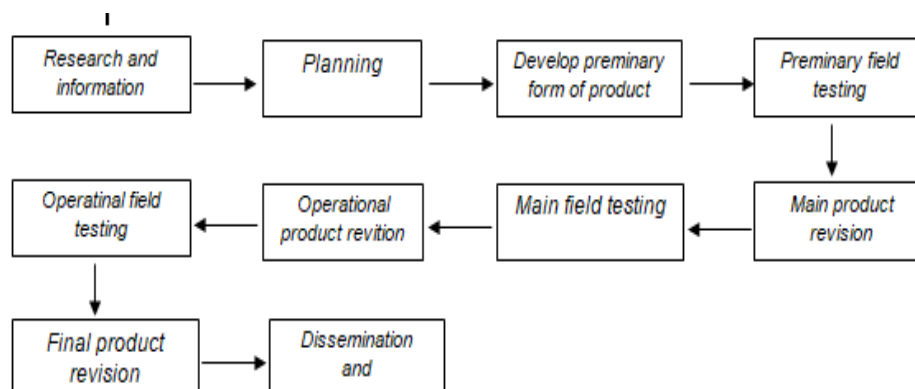 Research and
information
Planning
Develop preminary
form of product
Preminary field
testing
Main product
revision
Main field testing
Operational
product revition
Operatinal field
testing
Final product
revision
Dissemination
and